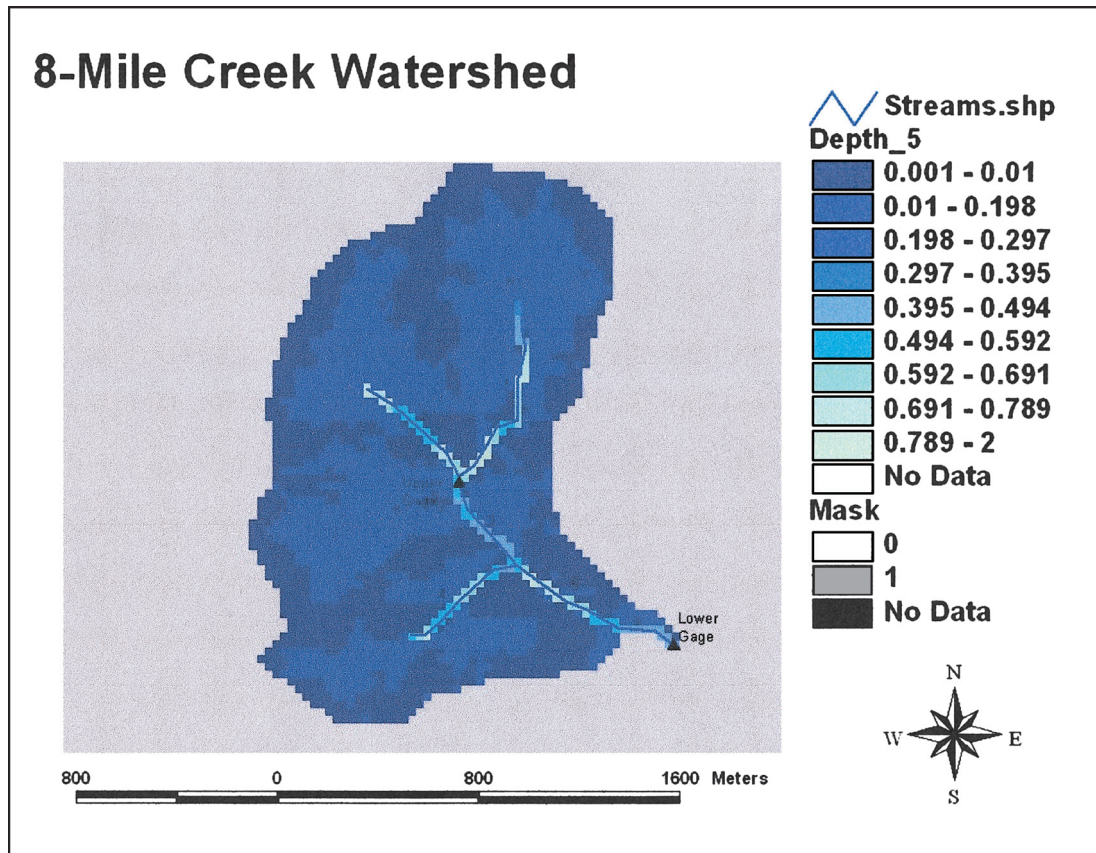 8-Mile Creek Watershed
Streams.shp
Depth_5
0.001 - 0.01
0.01 - 0.198
0.198 - 0.297
0.297 - 0.395
0.395 - 0.494
0.494 - 0.592
0.592 - 0.691
0.691 - 0.789
0.789 - 2
No Data
Mask
0
1
No Data
Lower
Gage
N
W E
S
800 0 800 1600 Meters